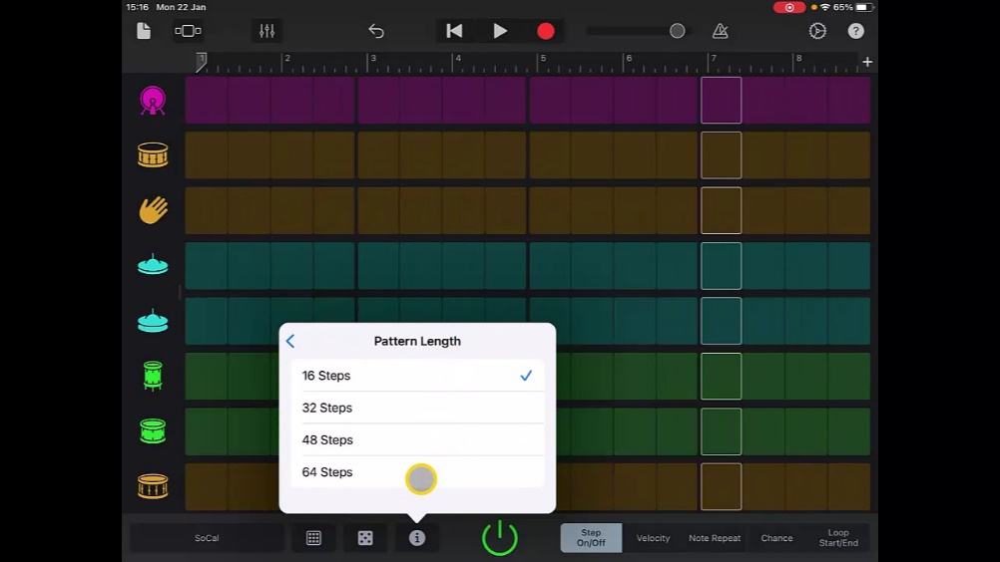 15:16 Mon 22 Jan
65%
?
1 2 3 4 5 6 7 8 +
Pattern Length
16 Steps
32 Steps
48 Steps
64 Steps
SoCal
i
Step On/Off
Velocity
Note Repeat
Chance
Loop Start/End